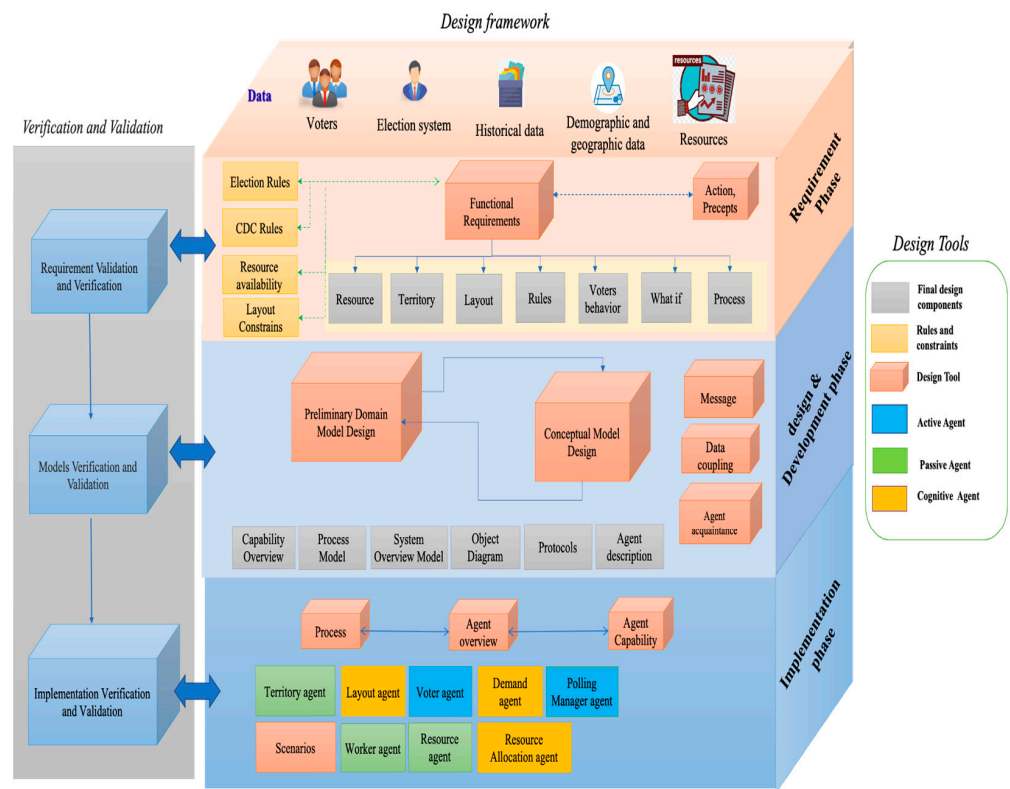 Design framework
Data
resources
Voters
Election system
Historical data
Demographic and
geographic data
Resources
Verification and Validation
Requirement
Phase
Election Rules
CDC Rules
Resource
availability
Layout
Constrains
Functional
Requirements
Action,
Precepts
Resource
Territory
Layout
Rules
Voters
behavior
What if
Process
Requirement Validation
and Verification
design &
Development phase
Preliminary Domain
Model Design
Conceptual Model
Design
Message
Data
coupling
Agent
acquaintance
Models Verification and
Validation
Capability
Overview
Process
Model
System
Overview Model
Object
Diagram
Protocols
Agent
description
Implementation
phase
Process
Agent
overview
Agent
Capability
Implementation Verification
and Validation
Territory agent
Layout agent
Voter agent
Demand
agent
Polling
Manager agent
Scenarios
Worker agent
Resource
agent
Resource
Allocation agent
Design Tools
Final design
components
Rules and
constraints
Design Tool
Active Agent
Passive Agent
Cognitive Agent